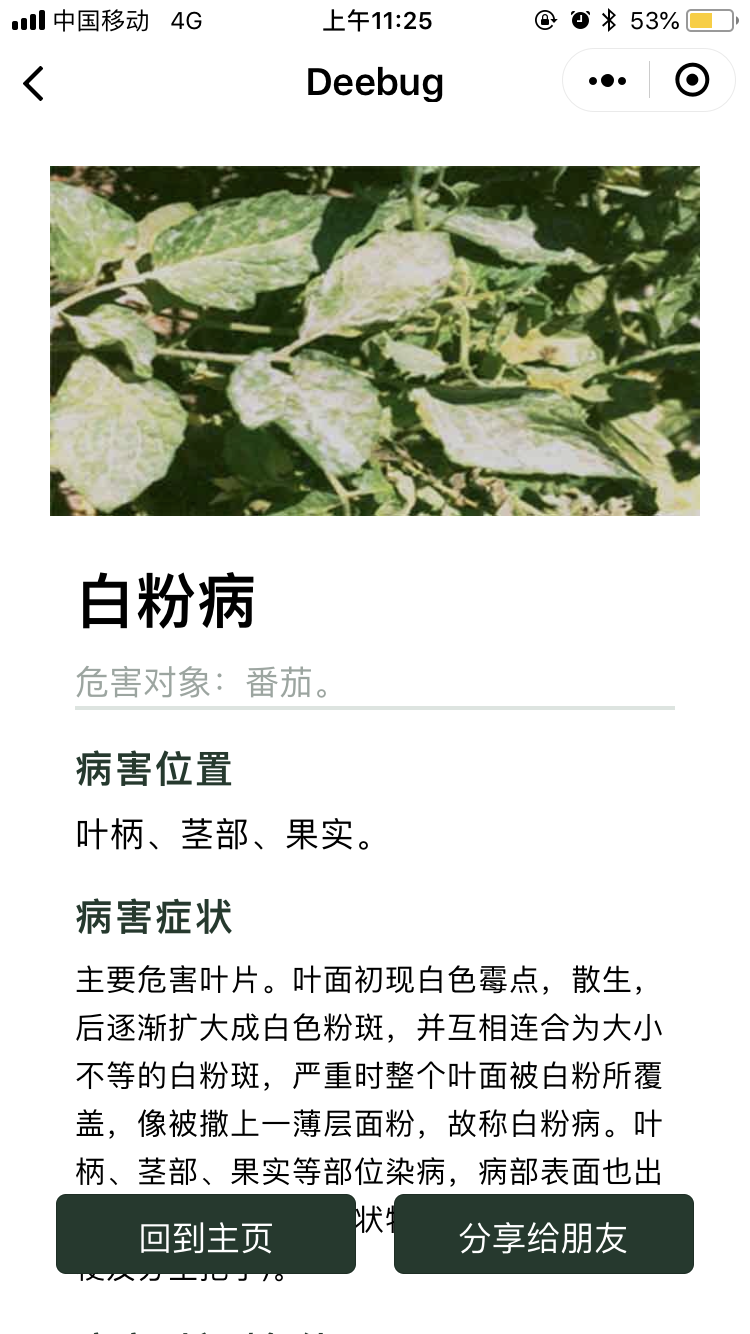 中国移动 4G 上午11:25 53%
Deebug
白粉病
危害对象：番茄。
病害位置
叶柄、茎部、果实。
病害症状
主要危害叶片。叶面初现白色霉点，散生，
后逐渐扩大成白色粉斑，并互相连合为大小
不等的白粉斑，严重时整个叶面被白粉所覆
盖，像被撒上一薄层面粉，故称白粉病。叶
柄、茎部、果实等部位染病，病部表面也出
状
回到主页 分享给朋友